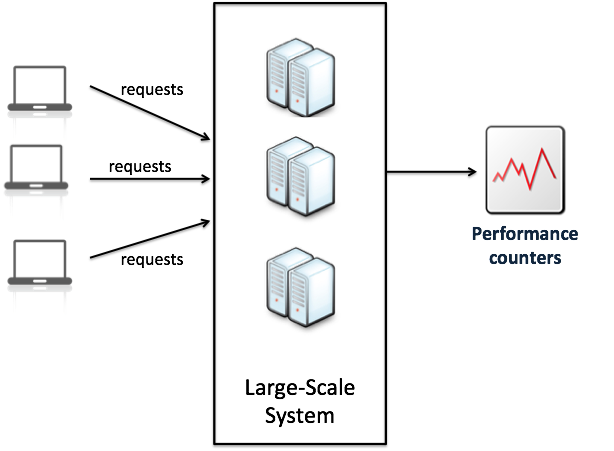 requests
requests
requests
Large-Scale
System
Performance
counters